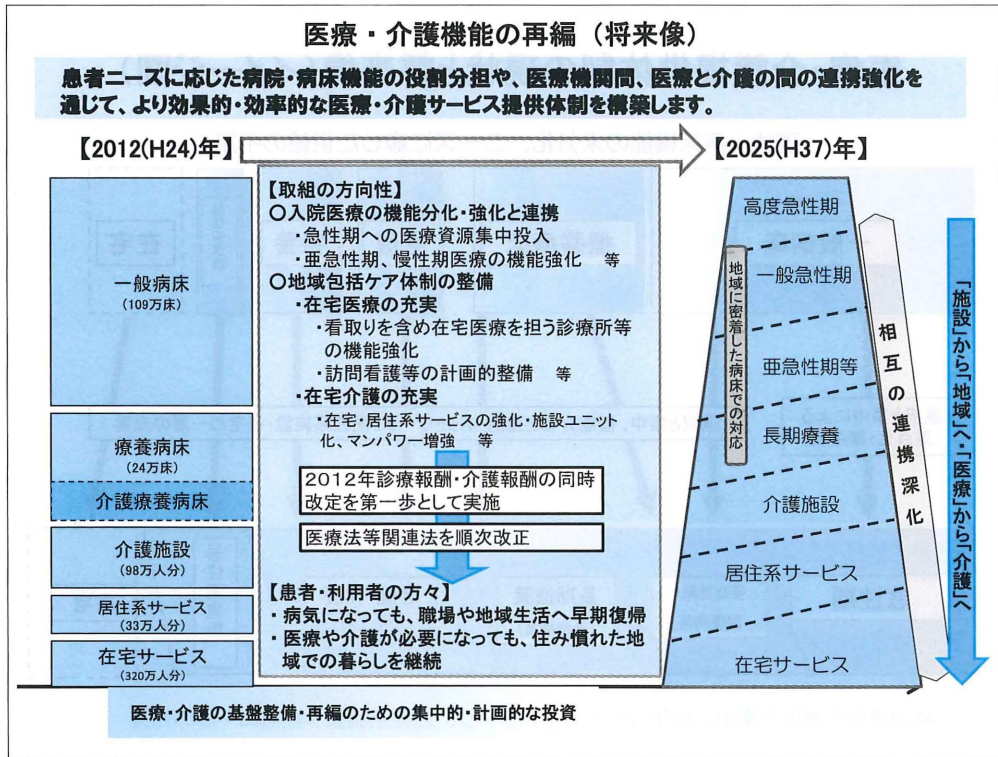 医療・介護機能の再編（将来像）
患者ニーズに応じた病院・病床機能の役割分担や、医療機関間、医療と介護の間の連携強化を
通じて、より効果的・効率的な医療・介護サービス提供体制を構築します。
【2012(H24)年】
【2025(H37)年】
一般病床
（109万床）
療養病床
（24万床）
介護療養病床
介護施設
（98万人分）
居住系サービス
（33万人分）
在宅サービス
（320万人分）
【取組の方向性】
○入院医療の機能分化・強化と連携
・急性期への医療資源集中投入
・亜急性期、慢性期医療の機能強化　等
○地域包括ケア体制の整備
・在宅医療の充実
・看取りを含め在宅医療を担う診療所等
の機能強化
・訪問看護等の計画的整備　等
・在宅介護の充実
・在宅・居住系サービスの強化・施設ユニット
化、マンパワー増強　等
2012年診療報酬・介護報酬の同時
改定を第一歩として実施
医療法等関連法を順次改正
【患者・利用者の方々】
・病気になっても、職場や地域生活へ早期復帰
・医療や介護が必要になっても、住み慣れた地
域での暮らしを継続
高度急性期
一般急性期
亜急性期等
長期療養
介護施設
居住系サービス
在宅サービス
地域に密着した病床での対応
相互の連携深化
「施設」から「地域」へ・「医療」から「介護」へ
医療・介護の基盤整備・再編のための集中的・計画的な投資